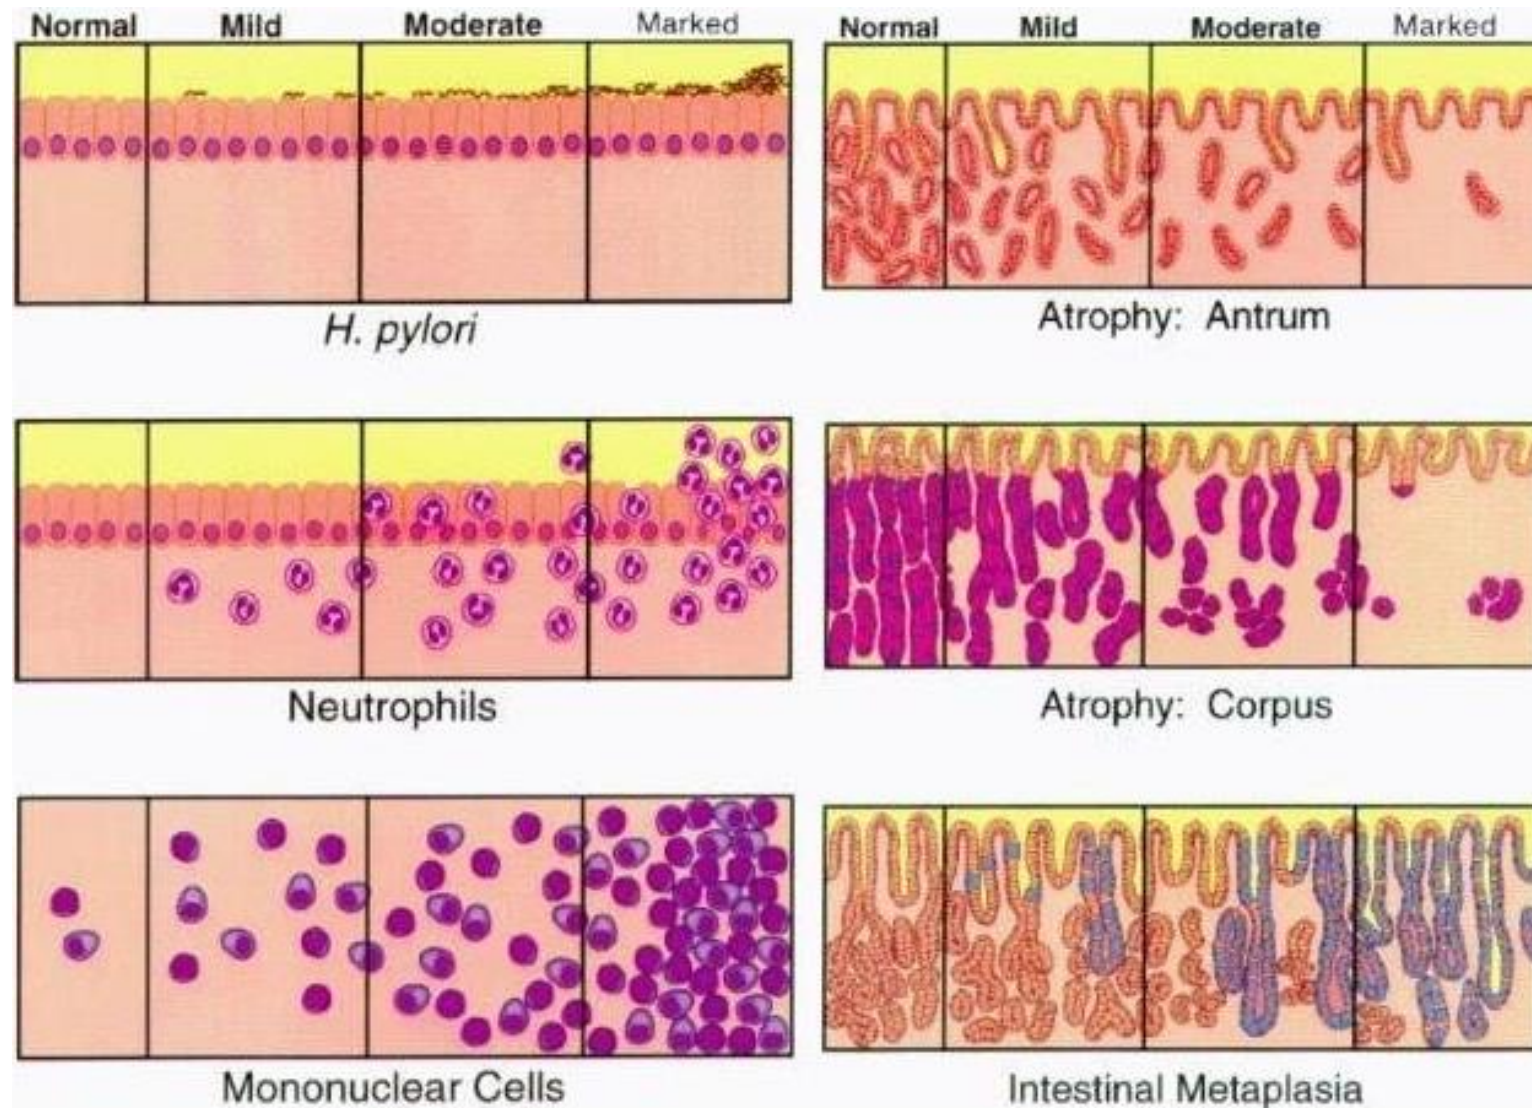 Normal Mild Moderate Marked
H. pylori
Neutrophils
Mononuclear Cells
Normal Mild Moderate Marked
Atrophy: Antrum
Atrophy: Corpus
Intestinal Metaplasia